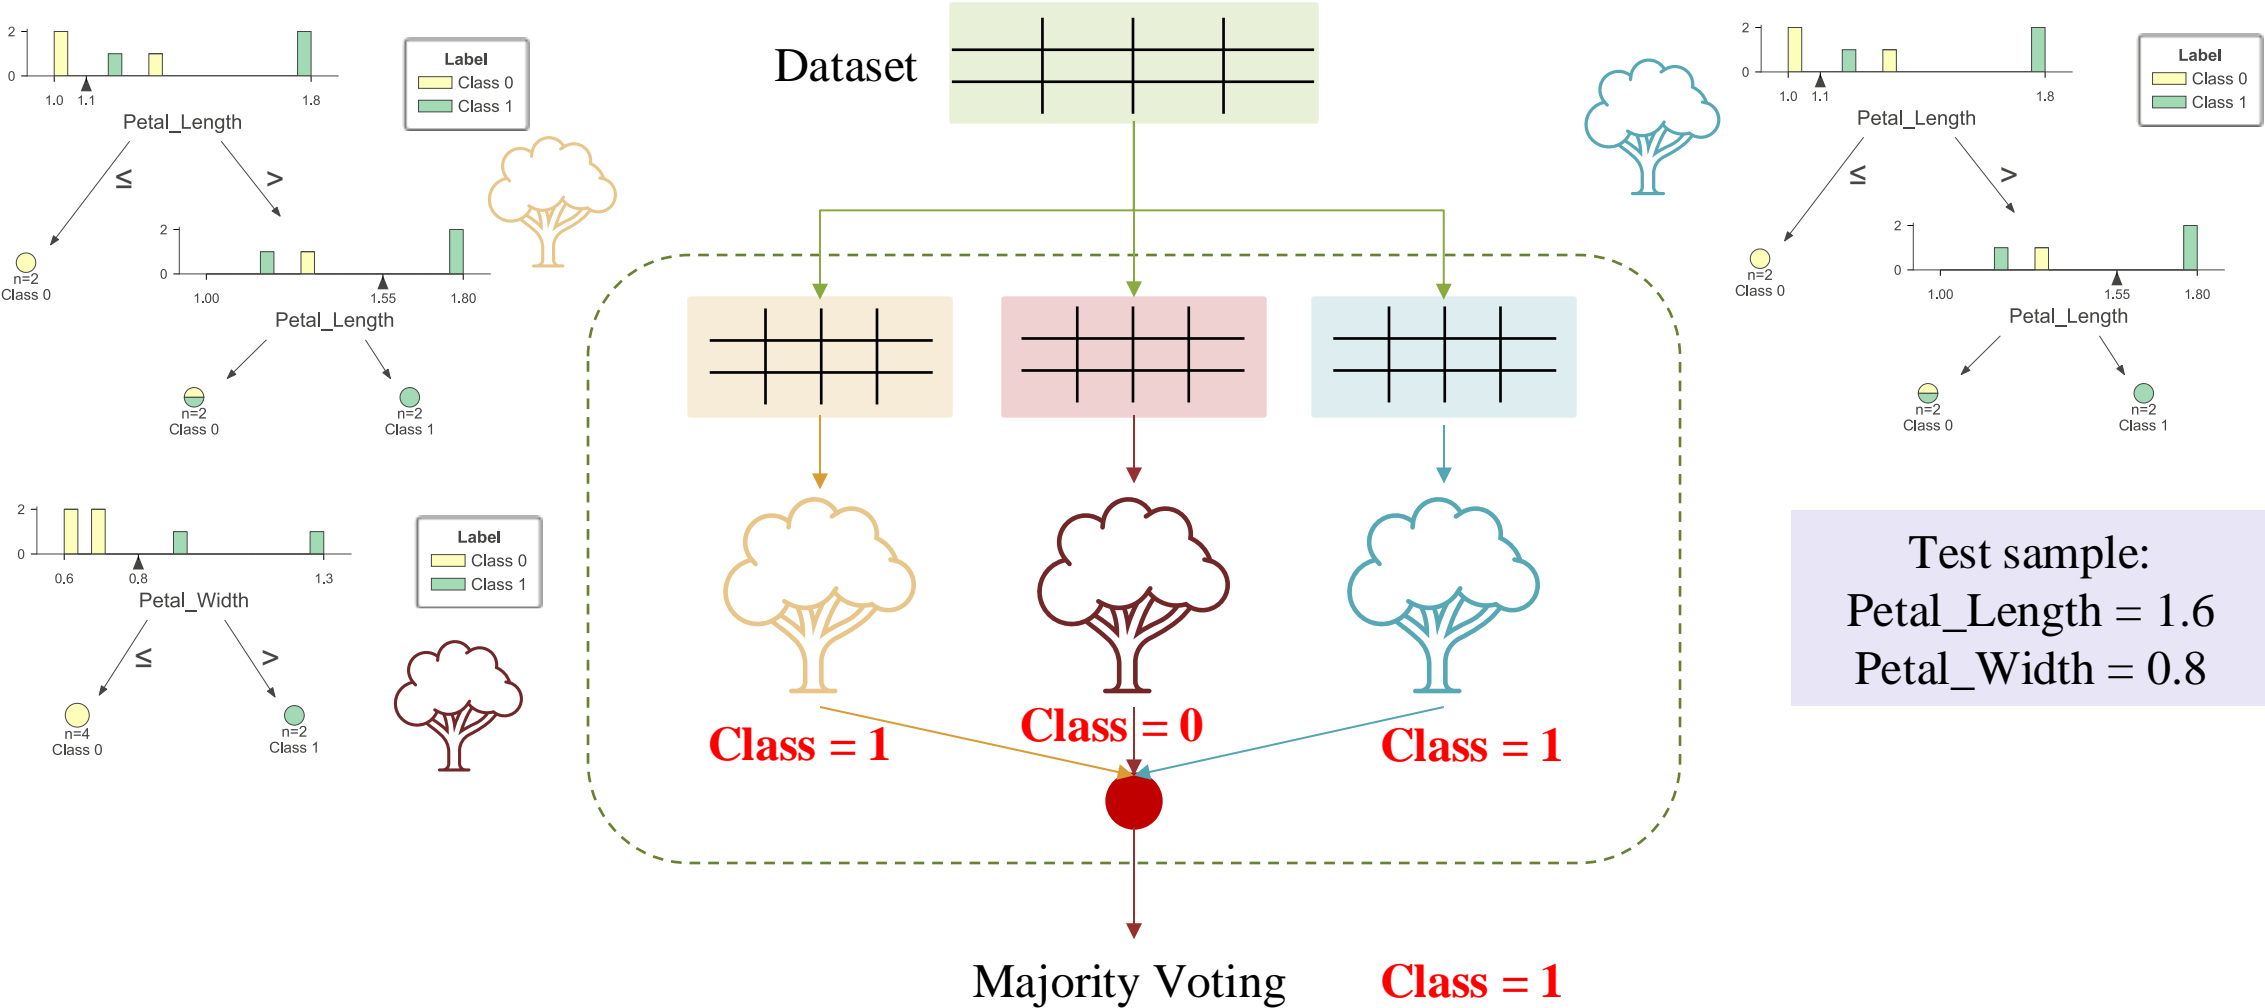 2
0
1.0 1.1 1.8
Petal_Length
Label
Class 0
Class 1
≤ >
n=2
Class 0
2
0
1.00 1.55 1.80
Petal_Length
n=2
Class 0
n=2
Class 1
2
0
0.6 0.8 1.3
Petal_Width
Label
Class 0
Class 1
≤ >
n=4
Class 0
n=2
Class 1
Dataset
Class = 1
Class = 0
Class = 1
Majority Voting Class = 1
2
0
1.0 1.1 1.8
Petal_Length
Label
Class 0
Class 1
≤ >
n=2
Class 0
2
0
1.00 1.55 1.80
Petal_Length
n=2
Class 0
n=2
Class 1
Test sample:
Petal_Length = 1.6
Petal_Width = 0.8